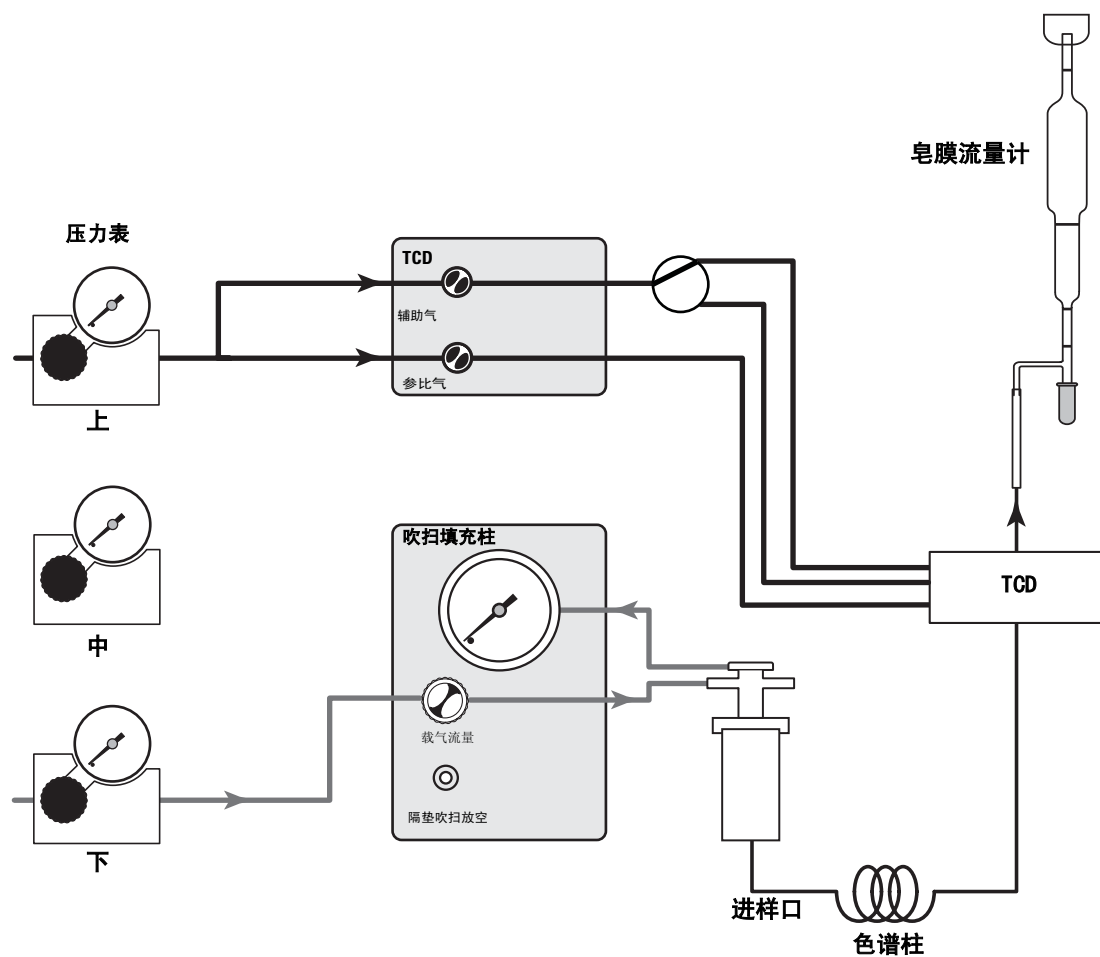 皂膜流量计
压力表
TCD
辅助气
参比气
上
吹扫填充柱
TCD
中
载气流量
隔垫吹扫放空
下
进样口
色谱柱